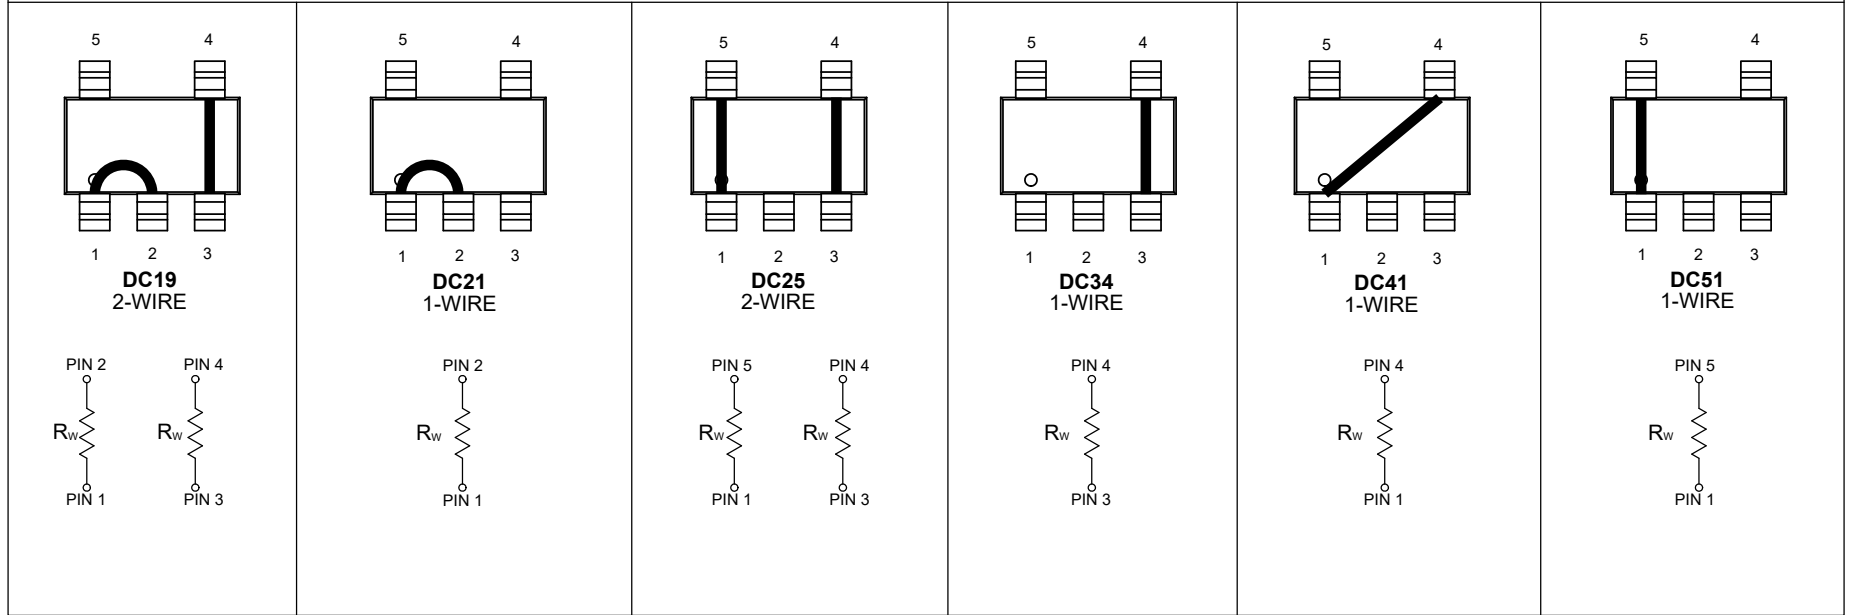 5 4
1 2 3
DC19
2-WIRE
PIN 2 PIN 4
RW RW
PIN 1 PIN 3
5 4
1 2 3
DC21
1-WIRE
PIN 2
RW
PIN 1
5 4
1 2 3
DC25
2-WIRE
PIN 5 PIN 4
RW RW
PIN 1 PIN 3
5 4
1 2 3
DC34
1-WIRE
PIN 4
RW
PIN 3
5 4
1 2 3
DC41
1-WIRE
PIN 4
RW
PIN 1
5 4
1 2 3
DC51
1-WIRE
PIN 5
RW
PIN 1